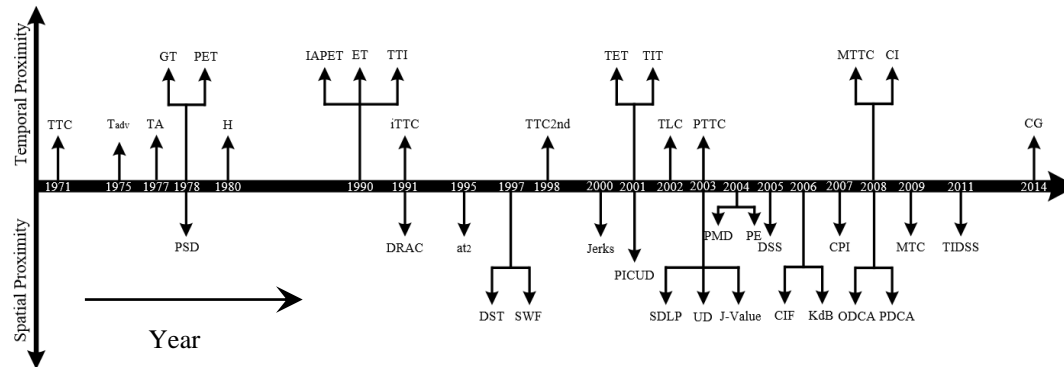 Temporal Proximity
Spatial Proximity
GT PET IAPET ET TTI TET TIT MTTC CI
TTC Tadv TA H iTTC TTC2nd TLC PTTC CG
1971 1975 1977 1978 1980 1990 1991 1995 1997 1998 2000 2001 2002 2003 2004 2005 2006 2007 2008 2009 2011 2014
PSD DRAC at2 Jerks PMD PE DSS CPI MTC TIDSS
PICUD
DST SWF SDLP UD J-Value CIF KdB ODCA PDCA
Year